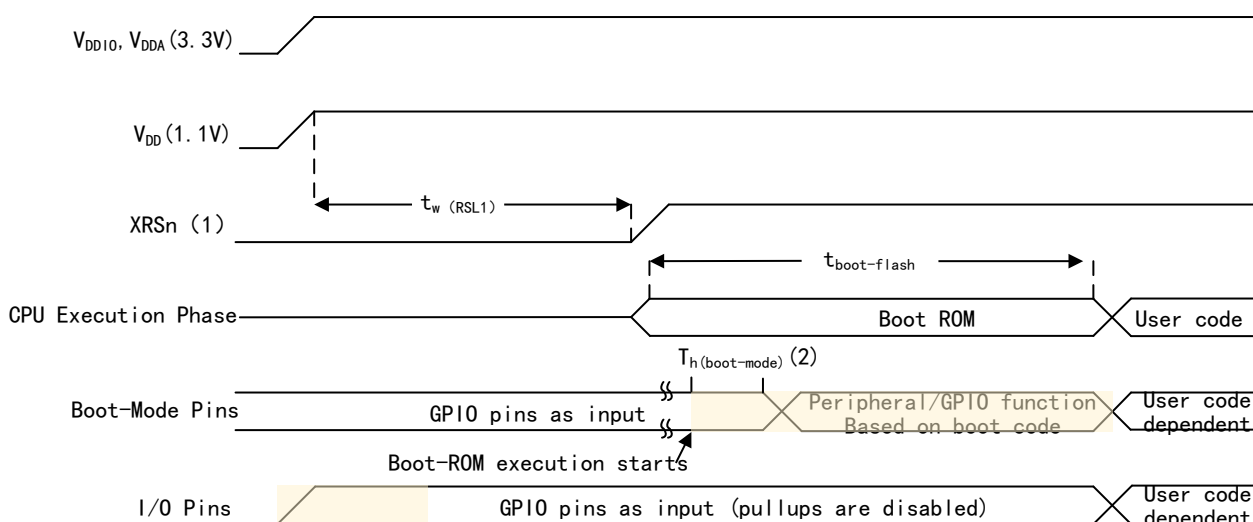 V_DDIO, V_DDA (3.3V)
V_DD (1.1V)
t_w (RSL1)
XRSn (1)
t_boot-flash
CPU Execution Phase
Boot ROM
User code
T_h(boot-mode) (2)
Boot-Mode Pins
GPIO pins as input
Peripheral/GPIO function
Based on boot code
User code
dependent
Boot-ROM execution starts
I/O Pins
GPIO pins as input (pullups are disabled)
User code
dependent